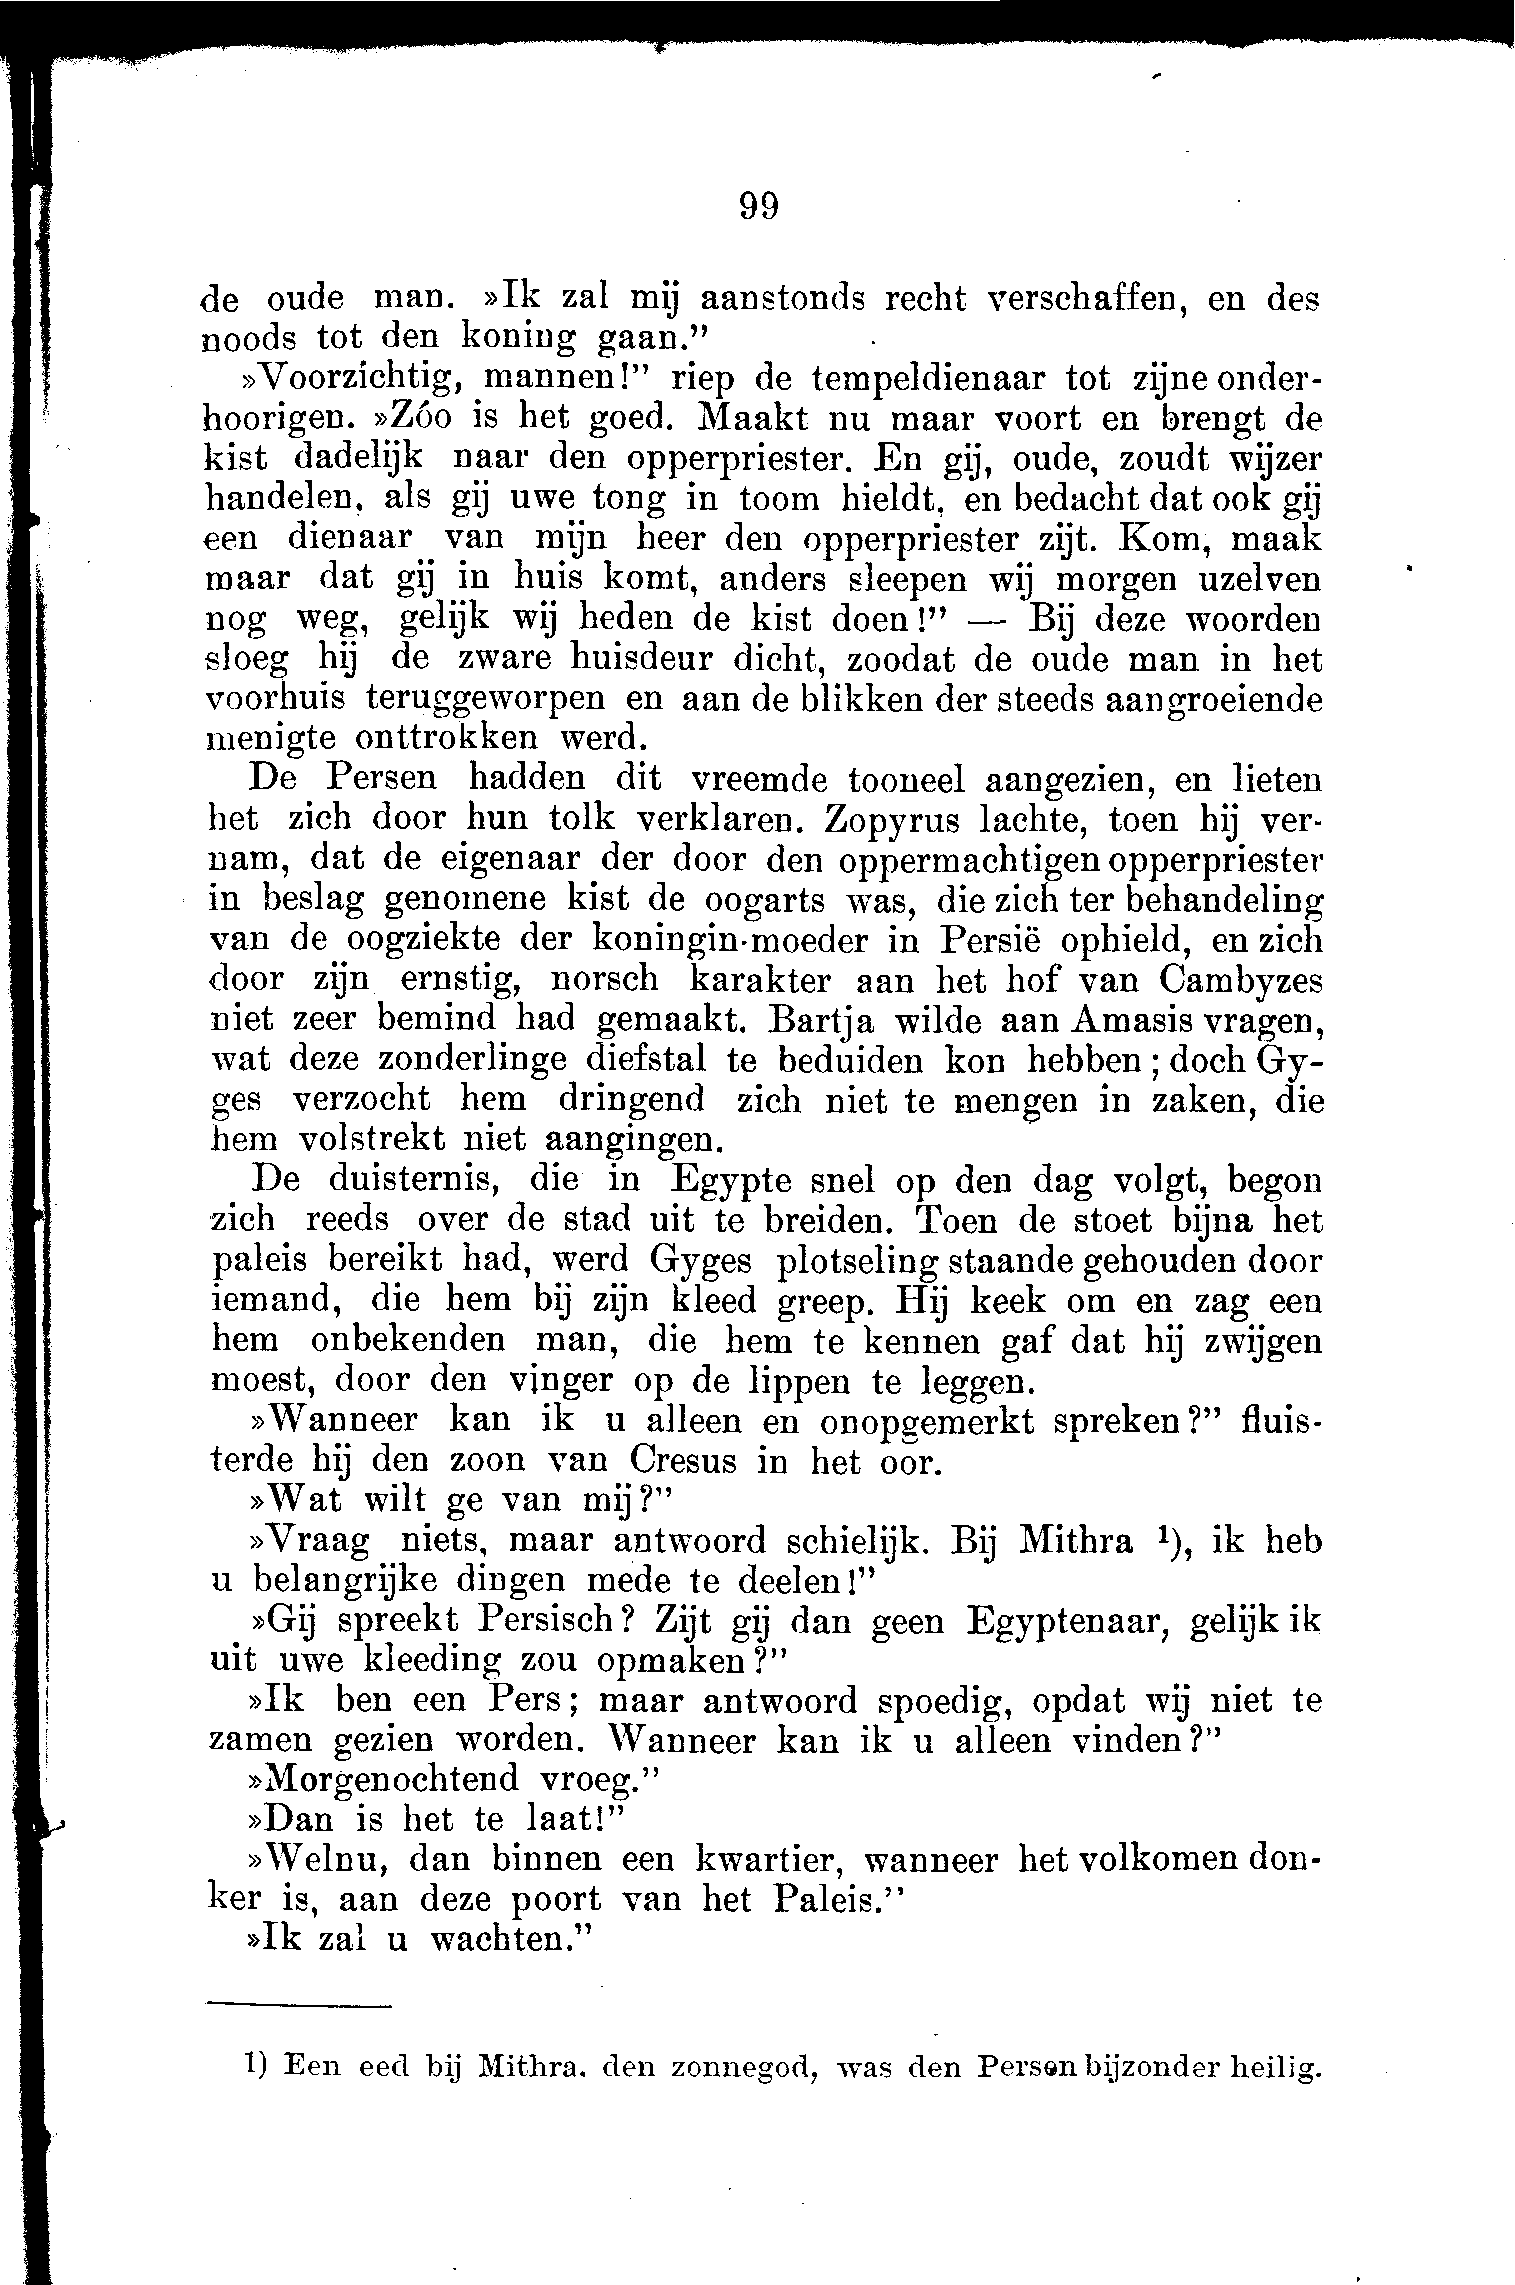 99
de oude man. »Ik zal mij aanstonds recht verschaffen, en des
noods tot den koning gaan.”
»Voorzichtig, mannen!” riep de tempeldienaar tot zijne onder-
hoorigen. »Zóo is het goed. Maakt nu maar voort en brengt de
kist dadelijk naar den opperpriester. En gij, oude, zoudt wijzer
handelen, als gij uwe tong in toom hieldt, en bedacht dat ook gij
een dienaar van mijn heer den opperpriester zijt. Kom, maak
maar dat gij in huis komt, anders sleepen wij morgen uzelven
nog weg, gelijk wij heden de kist doen!” — Bij deze woorden
sloeg hij de zware huisdeur dicht, zoodat de oude man in het
voorhuis teruggeworpen en aan de blikken der steeds aangroeiende
menigte onttrokken werd.
De Persen hadden dit vreemde tooneel aangezien, en lieten
het zich door hun tolk verklaren. Zopyrus lachte, toen hij ver-
nam, dat de eigenaar der door den oppermachtigen opperpriester
in beslag genomene kist de oogarts was, die zich ter behandeling
van de oogziekte der koningin-moeder in Persië ophield, en zich
door zijn ernstig, norsch karakter aan het hof van Cambyzes
niet zeer bemind had gemaakt. Bartja wilde aan Amasis vragen,
wat deze zonderlinge diefstal te beduiden kon hebben; doch Gy-
ges verzocht hem dringend zich niet te mengen in zaken, die
hem volstrekt niet aangingen.
De duisternis, die in Egypte snel op den dag volgt, begon
zich reeds over de stad uit te breiden. Toen de stoet bijna het
paleis bereikt had, werd Gyges plotseling staande gehouden door
iemand, die hem bij zijn kleed greep. Hij keek om en zag een
hem onbekenden man, die hem te kennen gaf dat hij zwijgen
moest, door den vinger op de lippen te leggen.
»Wanneer kan ik u alleen en onopgemerkt spreken?” fluis-
terde hij den zoon van Cresus in het oor.
»Wat wilt ge van mij?”
»Vraag niets, maar antwoord schielijk. Bij Mithra ¹), ik heb
u belangrijke dingen mede te deelen!”
»Gij spreekt Persisch? Zijt gij dan geen Egyptenaar, gelijk ik
uit uwe kleeding zou opmaken?”
»Ik ben een Pers; maar antwoord spoedig, opdat wij niet te
zamen gezien worden. Wanneer kan ik u alleen vinden?”
»Morgenochtend vroeg.”
»Dan is het te laat!”
»Welnu, dan binnen een kwartier, wanneer het volkomen don-
ker is, aan deze poort van het Paleis.”
»Ik zal u wachten.”
1) Een eed bij Mithra. den zonnegod, was den Persen bijzonder heilig.